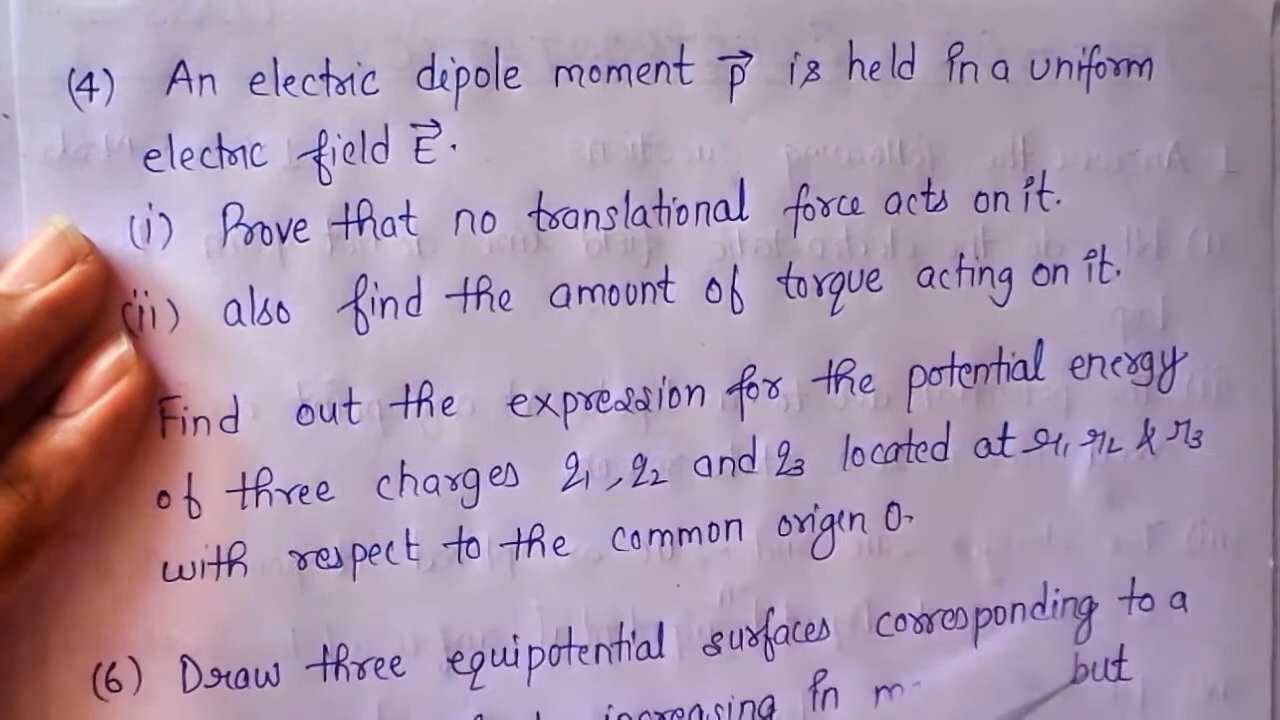 (4) An electric dipole moment p⃗ is held in a uniform
electric field E⃗.
(i) Prove that no translational force acts on it.
(ii) also find the amount of torque acting on it.
Find out the expression for the potential energy
of three charges q1, q2 and q3 located at r1, r2 & r3
with respect to the common origin O.
(6) Draw three equipotential surfaces corresponding to a
increasing in but